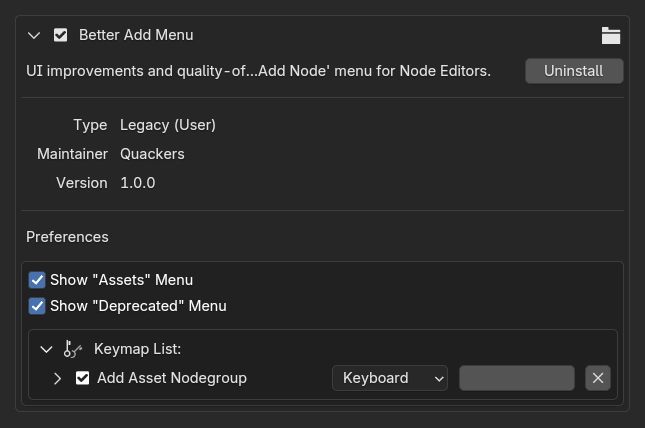 Better Add Menu
UI improvements and quality-of...Add Node' menu for Node Editors.
Uninstall
Type Legacy (User)
Maintainer Quackers
Version 1.0.0
Preferences
Show "Assets" Menu
Show "Deprecated" Menu
Keymap List:
Add Asset Nodegroup Keyboard